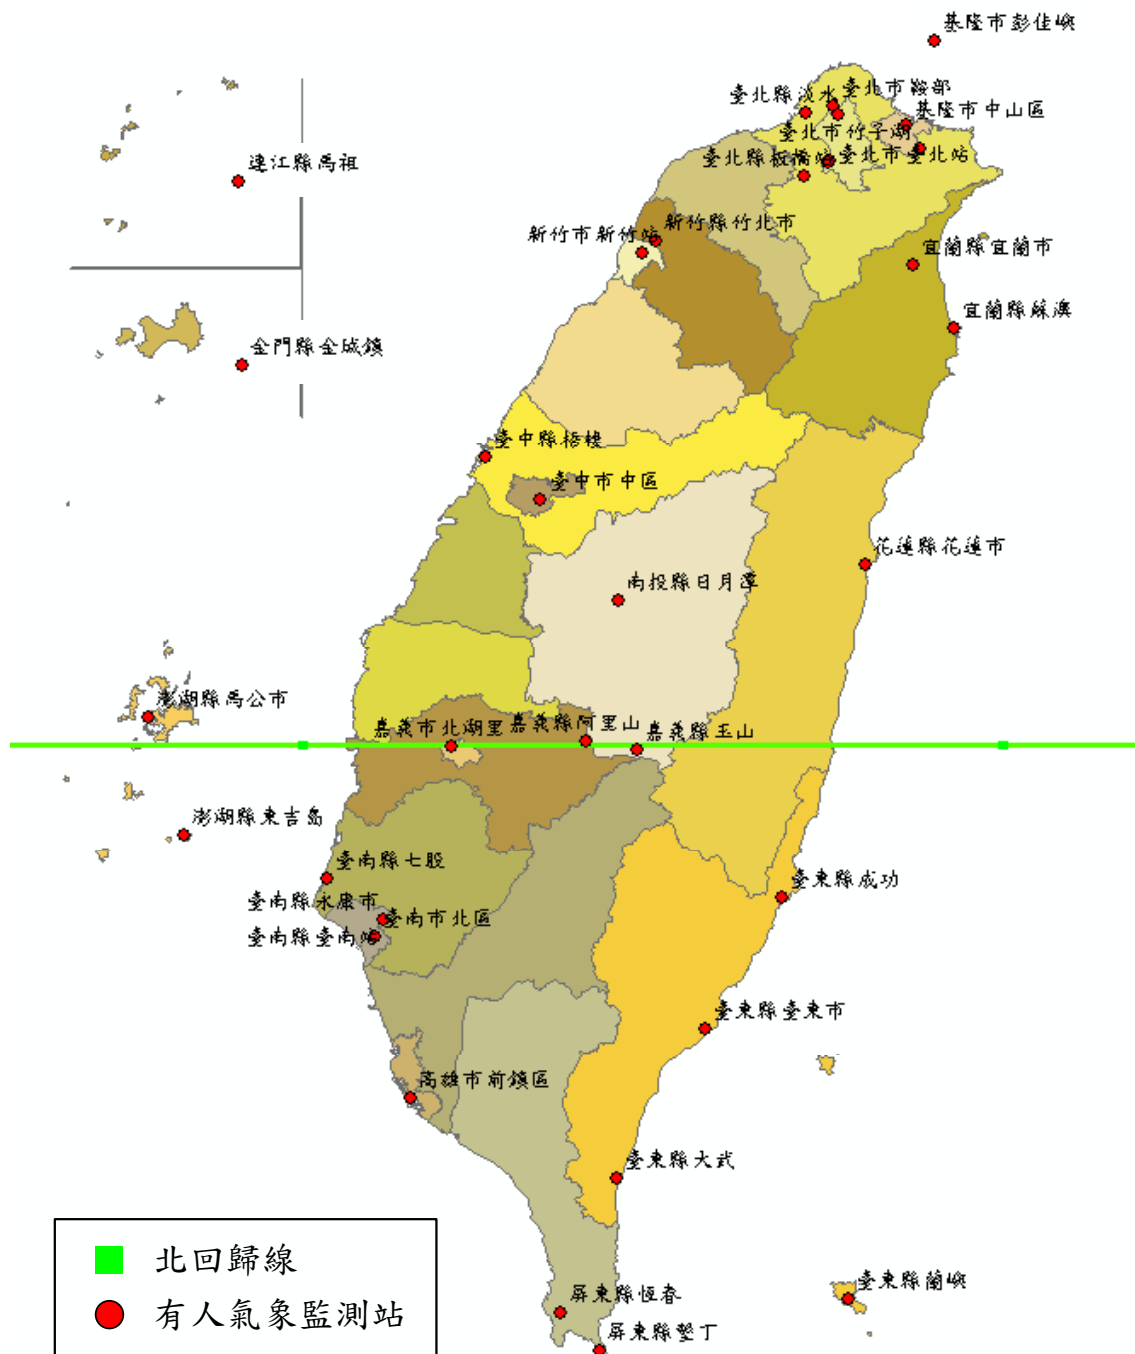 基隆市彭佳嶼
臺北市鞍部
臺北縣淡水
基隆市中山區
臺北市竹子湖
臺北縣板橋站
臺北市臺北站
連江縣馬祖
新竹縣竹北市
新竹市新竹站
宜蘭縣宜蘭市
宜蘭縣蘇澳
金門縣金城鎮
臺中縣梧棲
臺中市中區
花蓮縣花蓮市
南投縣日月潭
澎湖縣馬公市
嘉義市北湖里
嘉義縣阿里山
嘉義縣玉山
澎湖縣東吉島
臺南縣七股
臺東縣成功
臺南縣永康市
臺南市北區
臺南縣臺南站
臺東縣臺東市
高雄市前鎮區
臺東縣大武
北回歸線
臺東縣蘭嶼
屏東縣恆春
有人氣象監測站
屏東縣墾丁